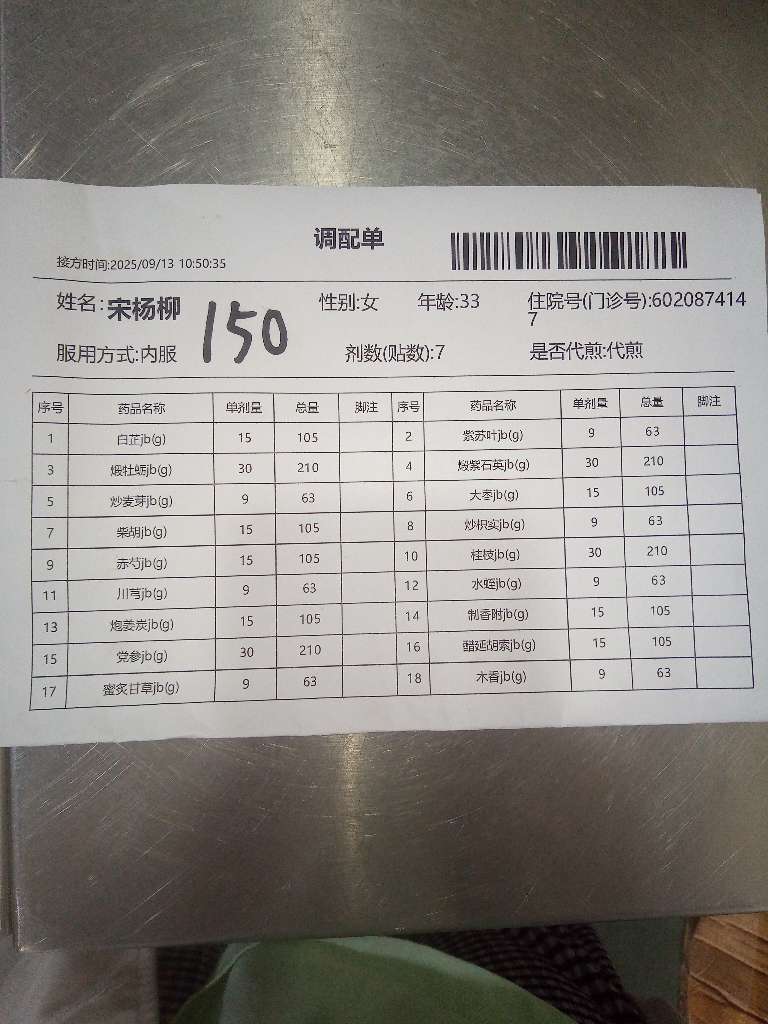 调配单
接方时间:2025/09/13 10:50:35
姓名:宋杨柳 性别:女 年龄:33 住院号(门诊号):602087414
7
150
服用方式:内服 剂数(贴数):7 是否代煎:代煎
序号 药品名称 单剂量 总量 脚注 序号 药品名称 单剂量 总量 脚注
1 白芷jb(g) 15 105 2 紫苏叶jb(g) 9 63
3 煅牡蛎jb(g) 30 210 4 煅紫石英jb(g) 30 210
5 炒麦芽jb(g) 9 63 6 大枣jb(g) 15 105
7 柴胡jb(g) 15 105 8 炒枳实jb(g) 9 63
9 赤芍jb(g) 15 105 10 桂枝jb(g) 30 210
11 川芎jb(g) 9 63 12 水蛭jb(g) 9 63
13 炮姜炭jb(g) 15 105 14 制香附jb(g) 15 105
15 党参jb(g) 30 210 16 醋延胡索jb(g) 15 105
17 蜜炙甘草jb(g) 9 63 18 木香jb(g) 9 63